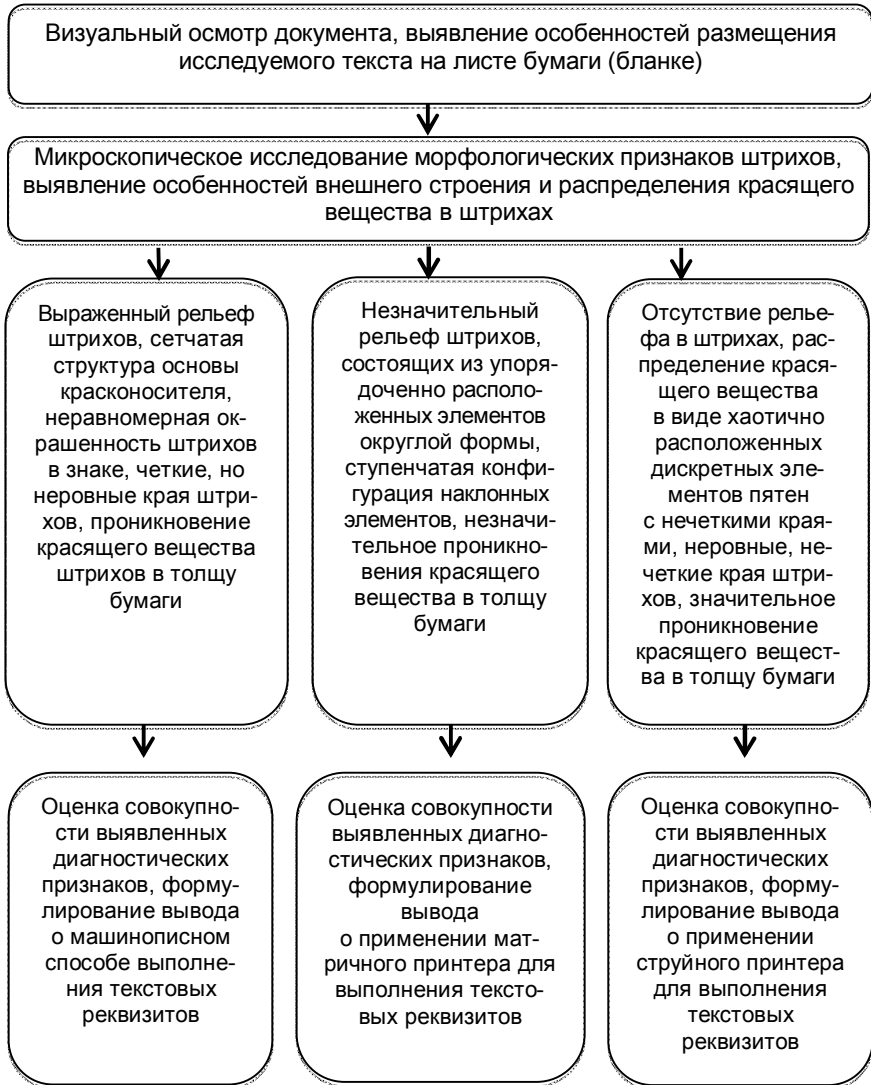 Визуальный осмотр документа, выявление особенностей размещения
исследуемого текста на листе бумаги (бланке)
Микроскопическое исследование морфологических признаков штрихов,
выявление особенностей внешнего строения и распределения красящего
вещества в штрихах
Выраженный рельеф
штрихов, сетчатая
структура основы
красконосителя,
неравномерная ок-
рашенность штрихов
в знаке, четкие, но
неровные края штри-
хов, проникновение
красящего вещества
штрихов в толщу
бумаги
Незначительный
рельеф штрихов,
состоящих из упоря-
доченно располо-
женных элементов
округлой формы,
ступенчатая конфи-
гурация наклонных
элементов, незначи-
тельное проникно-
вения красящего
вещества в толщу
бумаги
Отсутствие релье-
фа в штрихах, рас-
пределение крася-
щего вещества
в виде хаотично
расположенных
дискретных эле-
ментов пятен
с нечеткими края-
ми, неровные, не-
четкие края штри-
хов, значительное
проникновение
красящего вещест-
ва в толщу бумаги
Оценка совокупно-
сти выявленных
диагностических
признаков, форму-
лирование вывода
о машинописном
способе выполне-
ния текстовых
реквизитов
Оценка совокупности
выявленных диагно-
стических признаков,
формулирование
вывода
о применении мат-
ричного принтера для
выполнения тексто-
вых реквизитов
Оценка совокупно-
сти выявленных
диагностических
признаков, форму-
лирование вывода
о применении
струйного принтера
для выполнения
текстовых
реквизитов